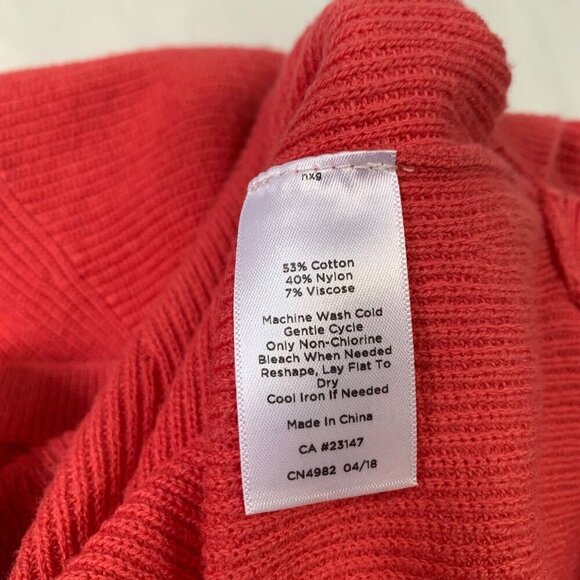 nxg
53% Cotton
40% Nylon
7% Viscose
Machine Wash Cold
Gentle Cycle
Only Non-Chlorine
Bleach When Needed
Reshape, Lay Flat To
Dry
Cool Iron If Needed
Made In China
CA #23147
CN4982 04/18